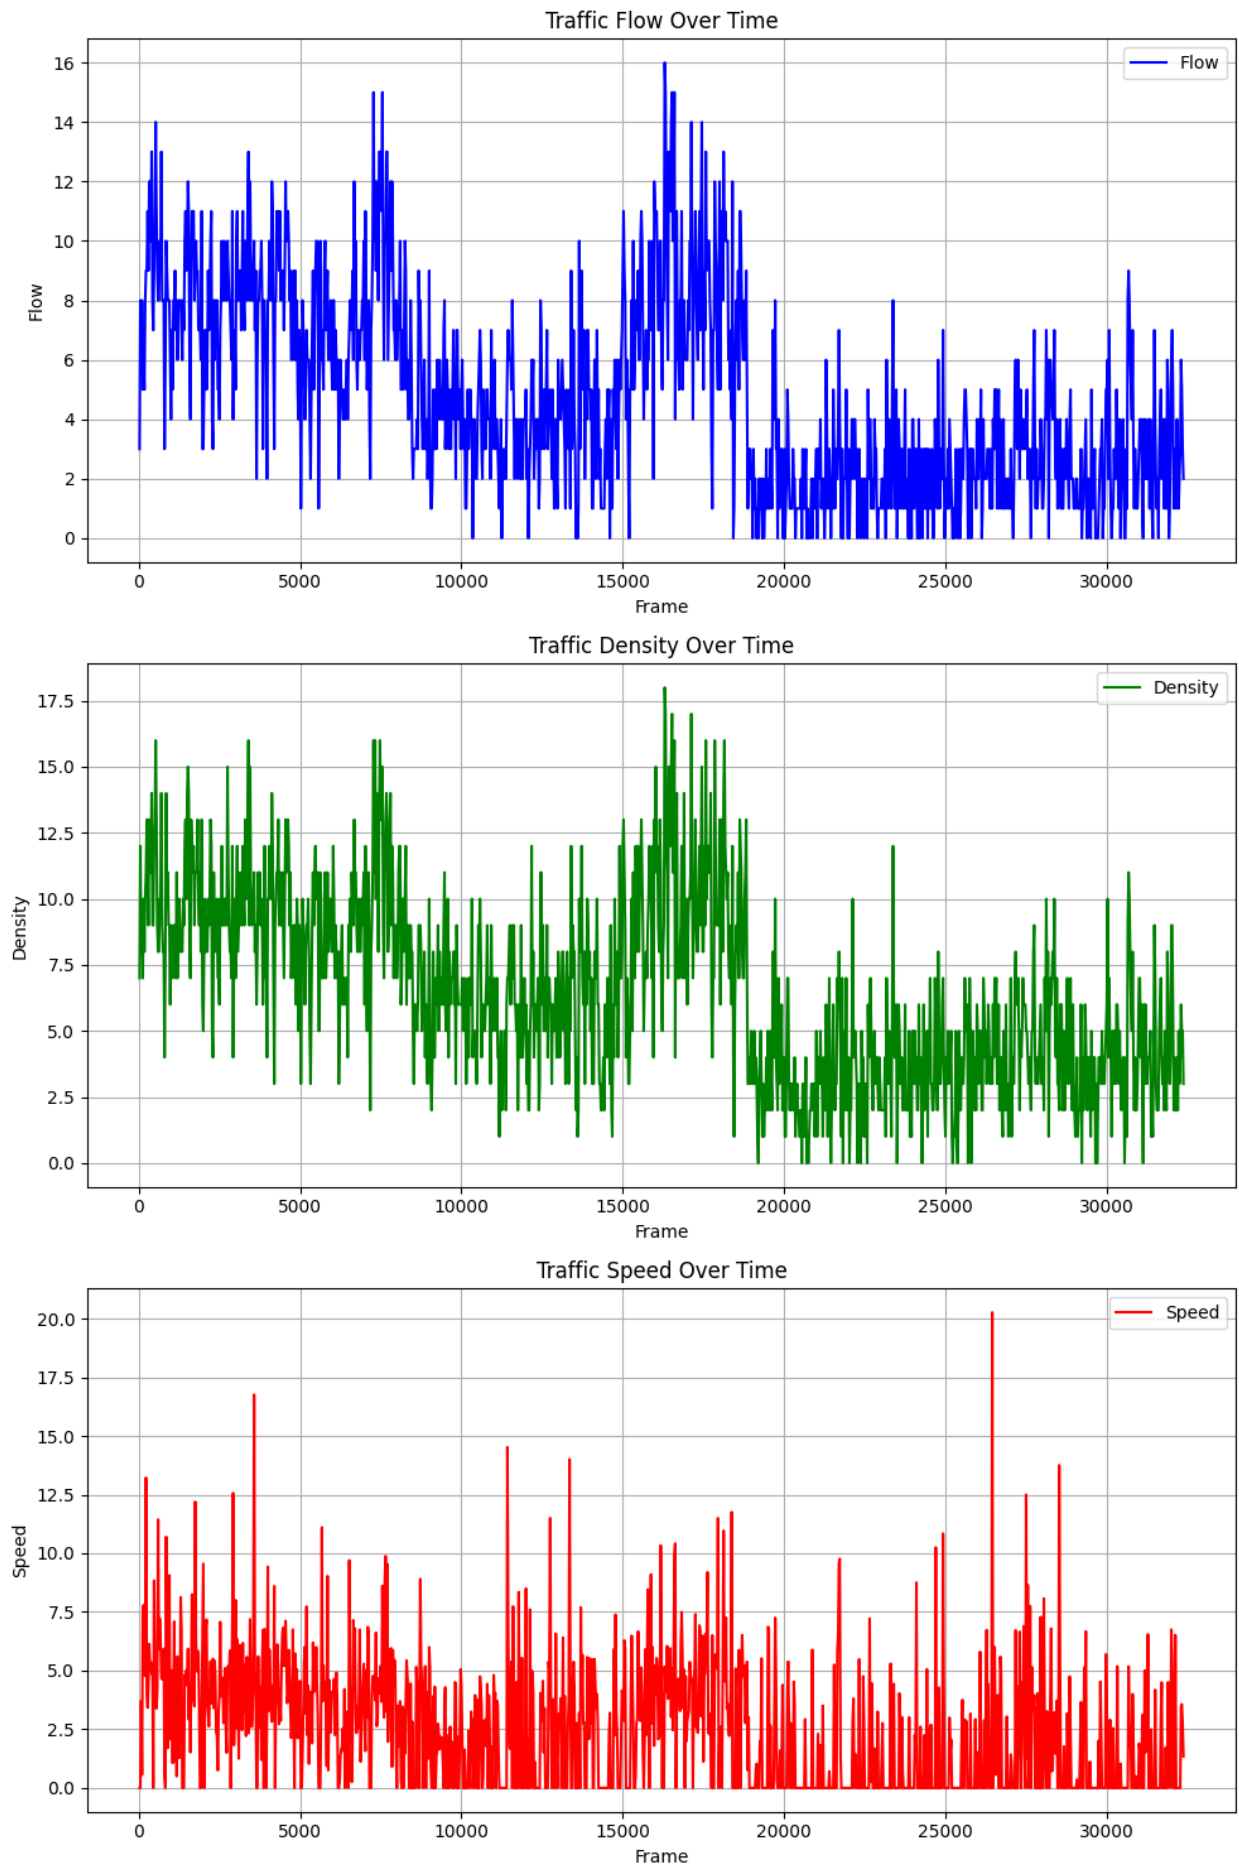 Traffic Flow Over Time
Flow
16
14
12
10
8
6
4
2
0
Flow
0 5000 10000 15000 20000 25000 30000
Frame
Traffic Density Over Time
Density
17.5
15.0
12.5
10.0
7.5
5.0
2.5
0.0
Density
0 5000 10000 15000 20000 25000 30000
Frame
Traffic Speed Over Time
Speed
20.0
17.5
15.0
12.5
10.0
7.5
5.0
2.5
0.0
Speed
0 5000 10000 15000 20000 25000 30000
Frame